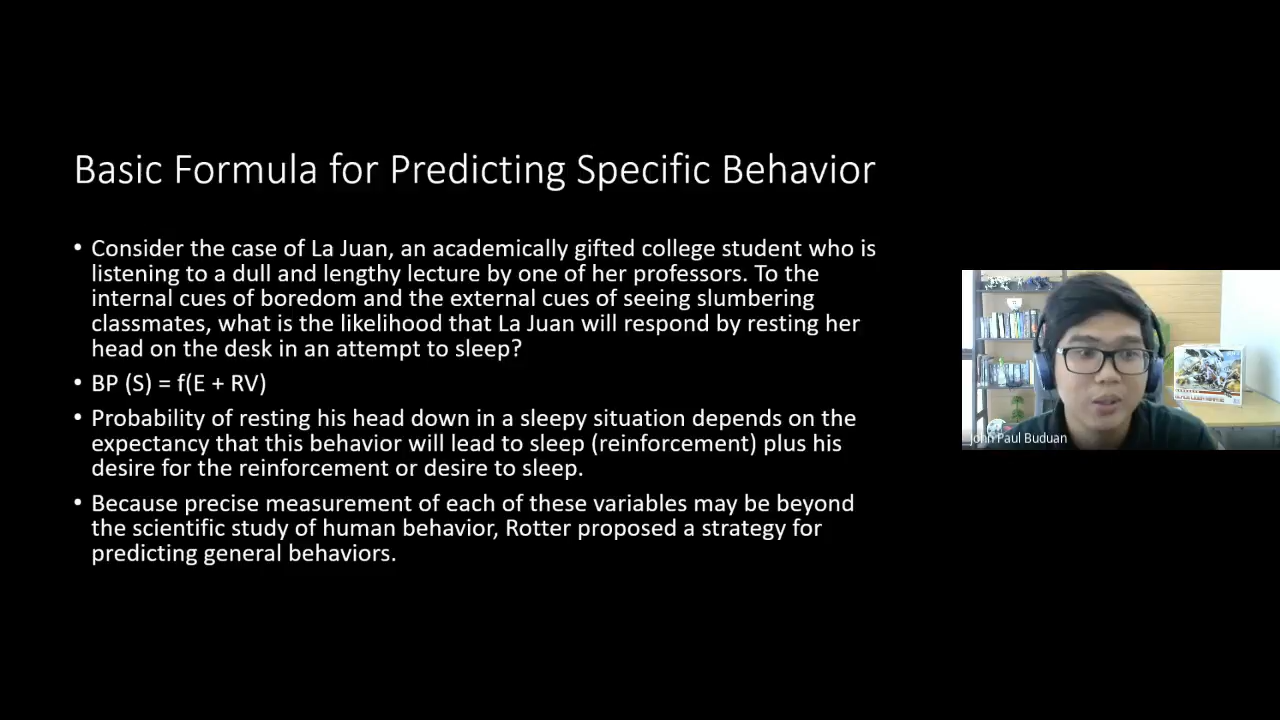 Basic Formula for Predicting Specific Behavior
• Consider the case of La Juan, an academically gifted college student who is
listening to a dull and lengthy lecture by one of her professors. To the
internal cues of boredom and the external cues of seeing slumbering
classmates, what is the likelihood that La Juan will respond by resting her
head on the desk in an attempt to sleep?
• BP (S) = f(E + RV)
• Probability of resting his head down in a sleepy situation depends on the
expectancy that this behavior will lead to sleep (reinforcement) plus his
desire for the reinforcement or desire to sleep.
• Because precise measurement of each of these variables may be beyond
the scientific study of human behavior, Rotter proposed a strategy for
predicting general behaviors.
John Paul Buduan